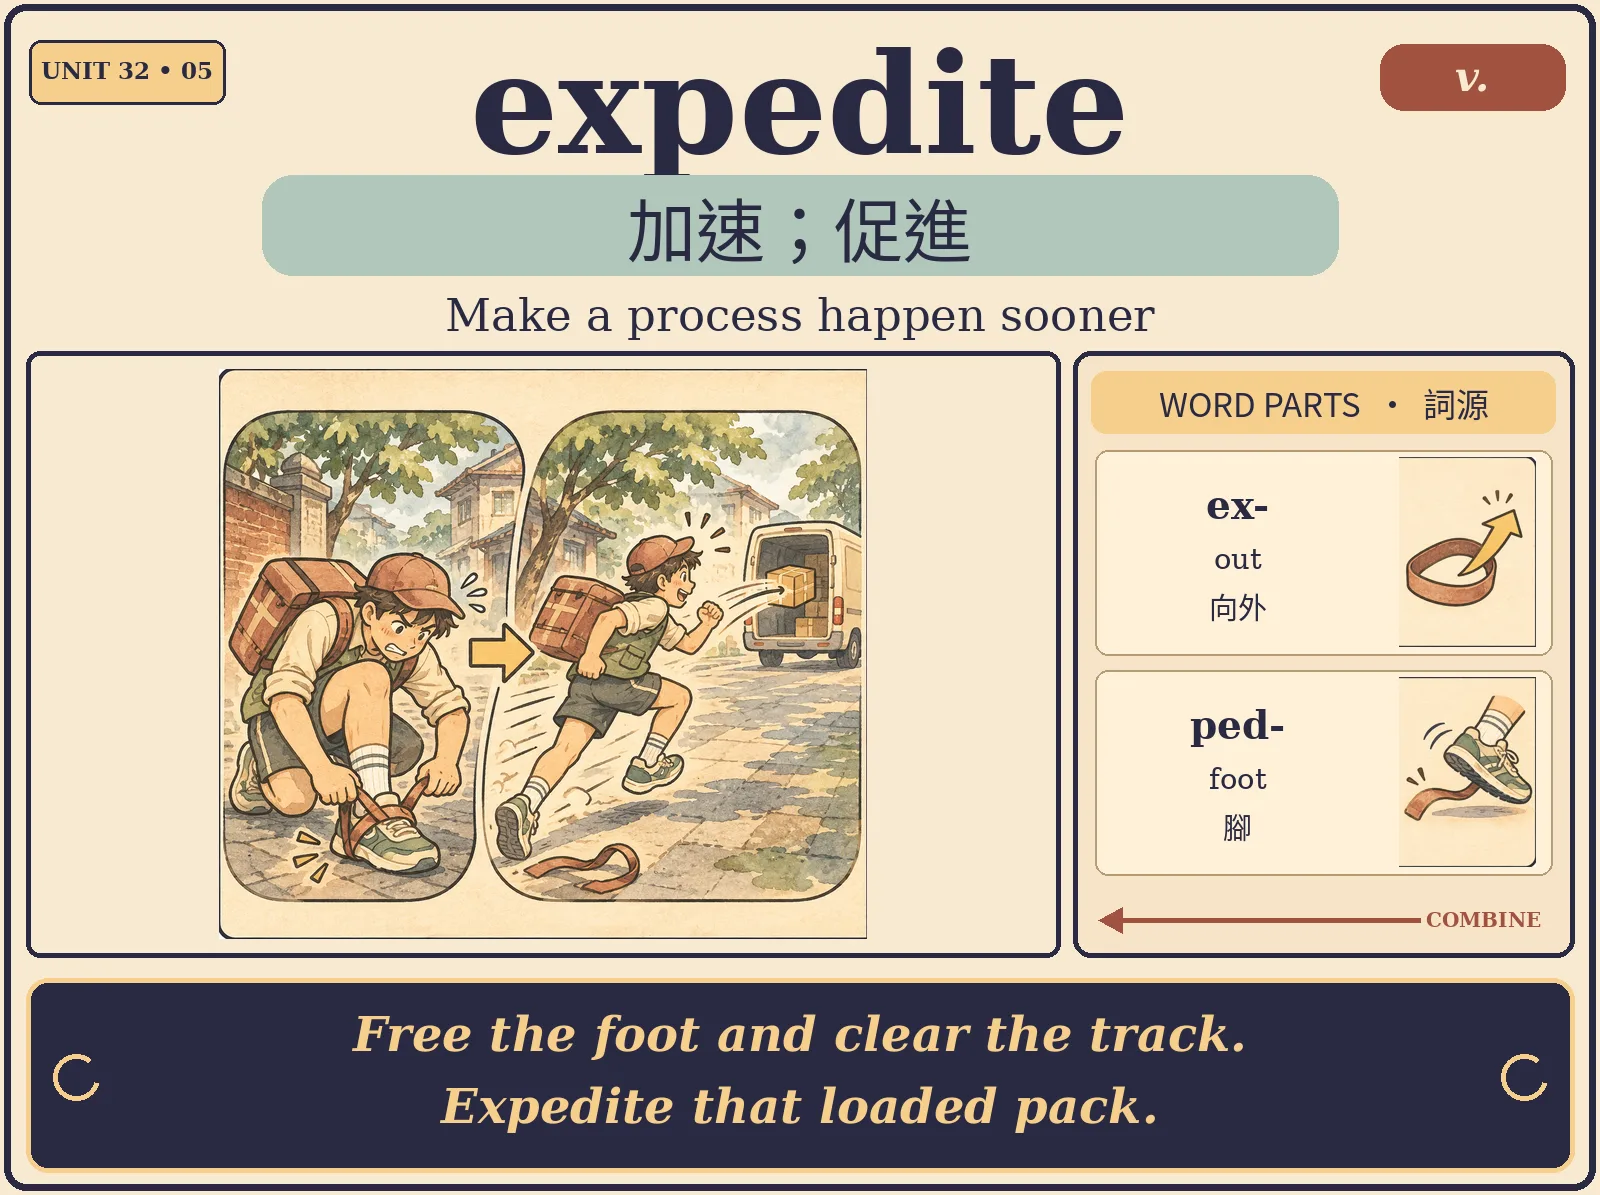 UNIT 32 • 05
expedite
v.
加速；促進
Make a process happen sooner
WORD PARTS ・ 詞源
ex-
out
向外
ped-
foot
腳
COMBINE
Free the foot and clear the track.
Expedite that loaded pack.